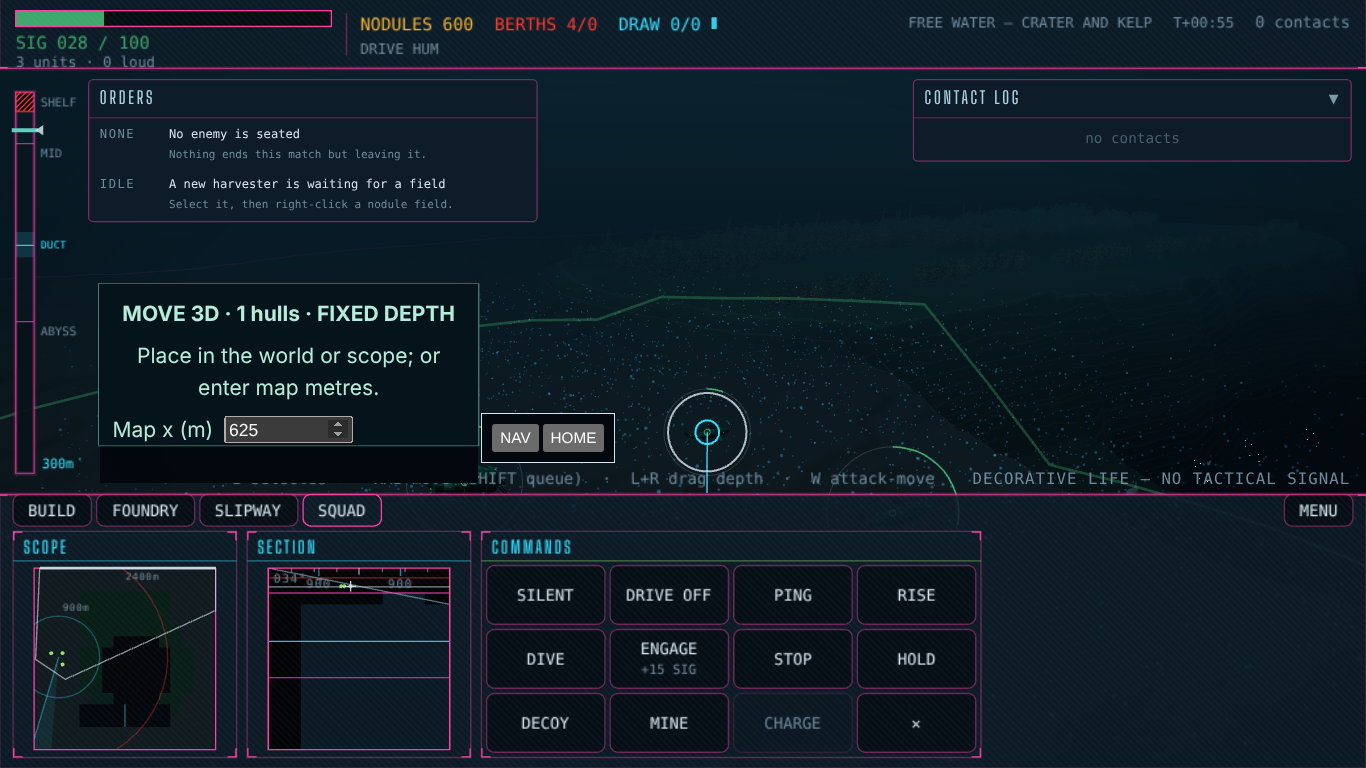 SIG 028 / 100
3 units · 0 loud
NODULES 600 BERTHS 4/0 DRAW 0/0
DRIVE HUM
FREE WATER — CRATER AND KELP T+00:55 0 contacts
SHELF
MID
DUCT
ABYSS
300m
ORDERS
NONE No enemy is seated
Nothing ends this match but leaving it.
IDLE A new harvester is waiting for a field
Select it, then right-click a nodule field.
CONTACT LOG ▼
no contacts
MOVE 3D · 1 hulls · FIXED DEPTH
Place in the world or scope; or
enter map metres.
Map x (m) 625
NAV HOME
HIFT queue) · L+R drag depth · W attack-move DECORATIVE LIFE — NO TACTICAL SIGNAL
BUILD FOUNDRY SLIPWAY SQUAD MENU
SCOPE
2400m
900m
SECTION
034° 900 900
COMMANDS
SILENT DRIVE OFF PING RISE
DIVE ENGAGE STOP HOLD
+15 SIG
DECOY MINE CHARGE ×